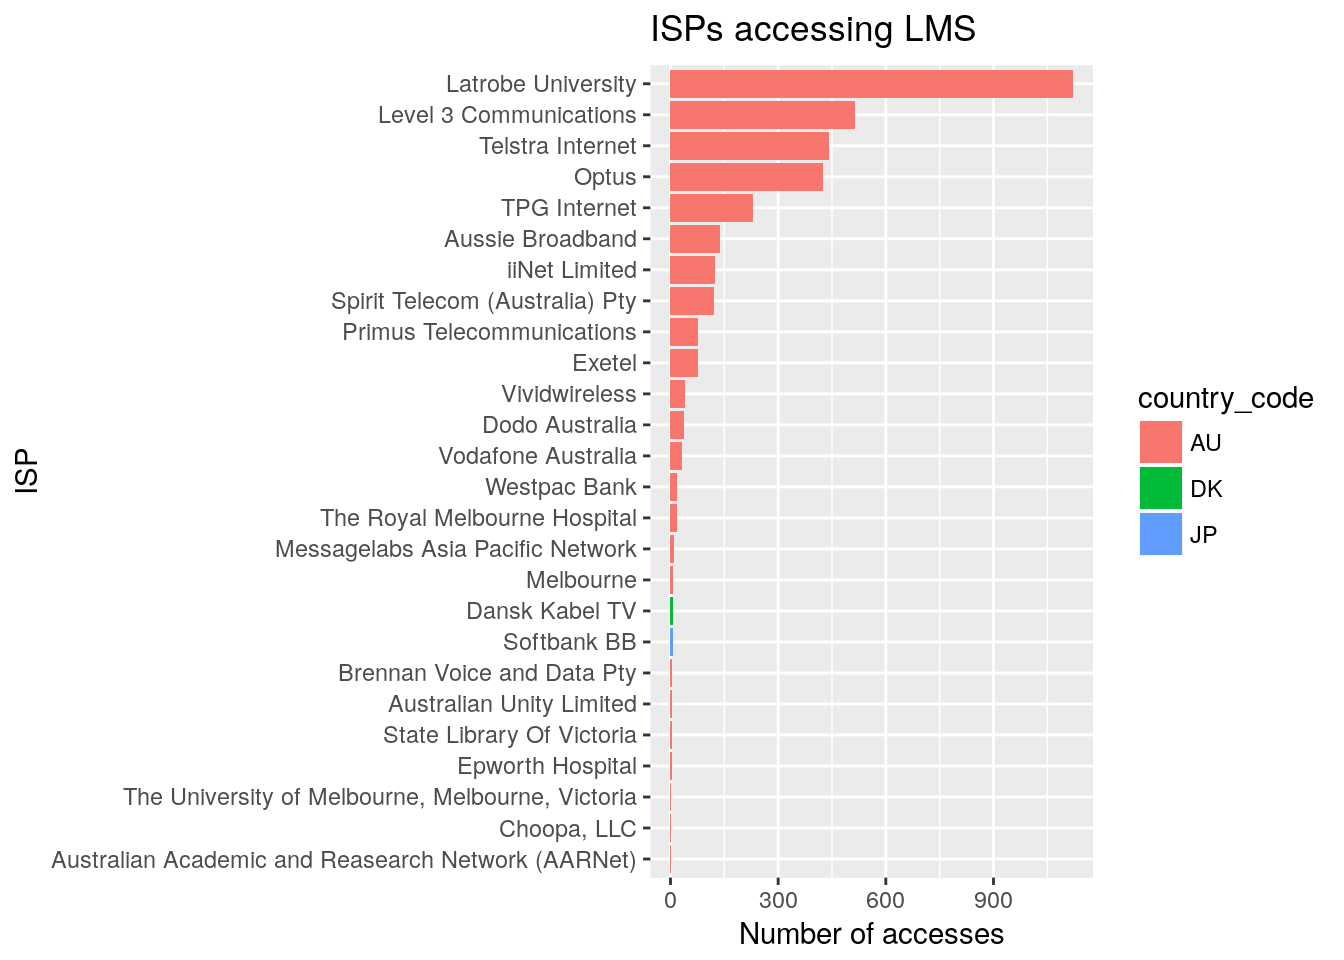 ISPs accessing LMS
ISP
Latrobe University
Level 3 Communications
Telstra Internet
Optus
TPG Internet
Aussie Broadband
iiNet Limited
Spirit Telecom (Australia) Pty
Primus Telecommunications
Exetel
Vividwireless
Dodo Australia
Vodafone Australia
Westpac Bank
The Royal Melbourne Hospital
Messagelabs Asia Pacific Network
Melbourne
Dansk Kabel TV
Softbank BB
Brennan Voice and Data Pty
Australian Unity Limited
State Library Of Victoria
Epworth Hospital
The University of Melbourne, Melbourne, Victoria
Choopa, LLC
Australian Academic and Reasearch Network (AARNet)
0 300 600 900
Number of accesses
country_code
AU
DK
JP